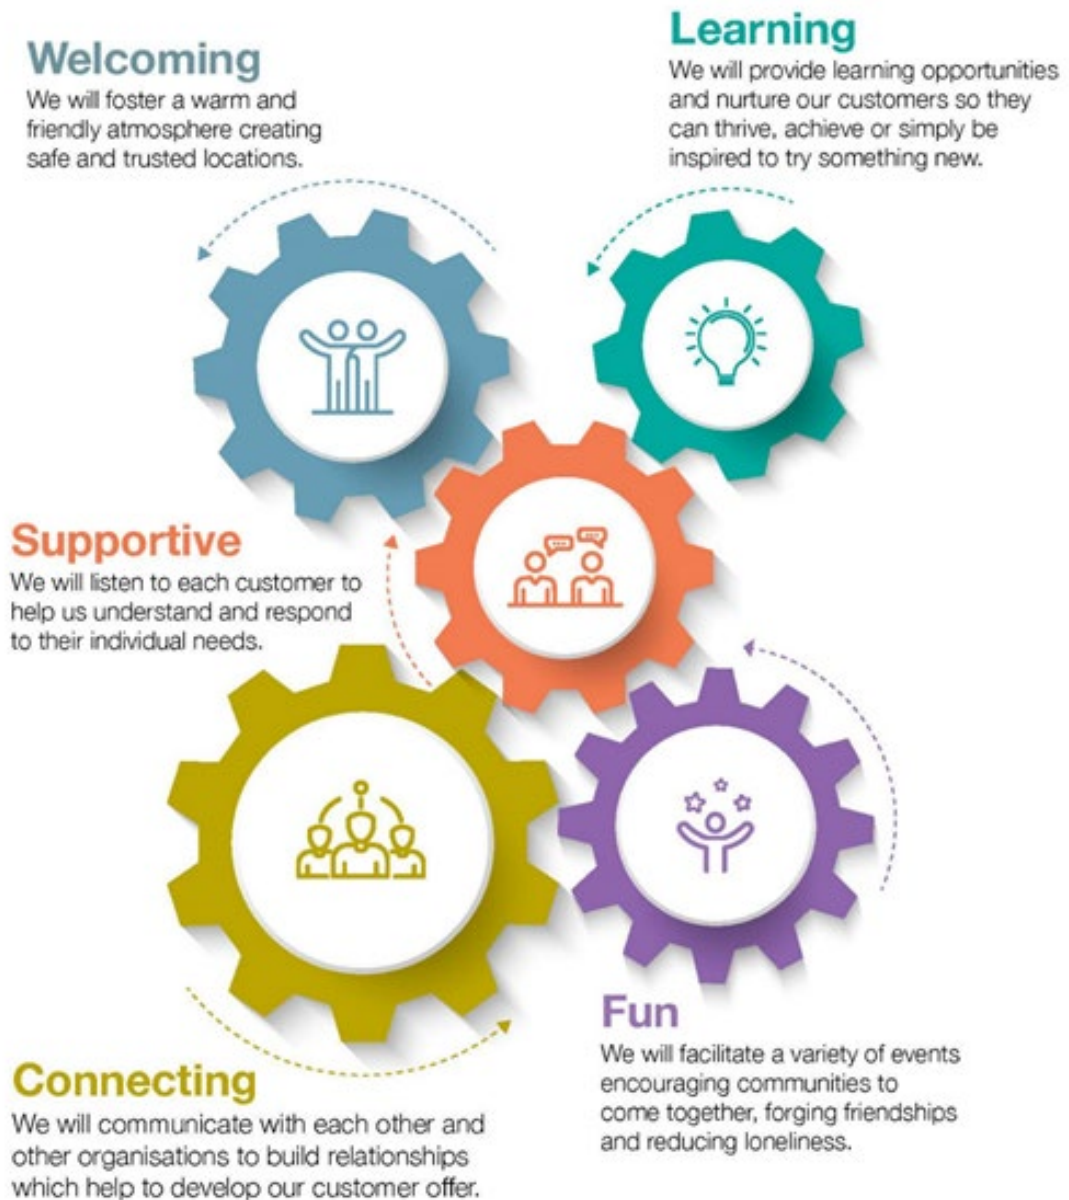 Welcoming
We will foster a warm and
friendly atmosphere creating
safe and trusted locations.
Learning
We will provide learning opportunities
and nurture our customers so they
can thrive, achieve or simply be
inspired to try something new.
Supportive
We will listen to each customer to
help us understand and respond
to their individual needs.
Connecting
We will communicate with each other and
other organisations to build relationships
which help to develop our customer offer.
Fun
We will facilitate a variety of events
encouraging communities to
come together, forging friendships
and reducing loneliness.